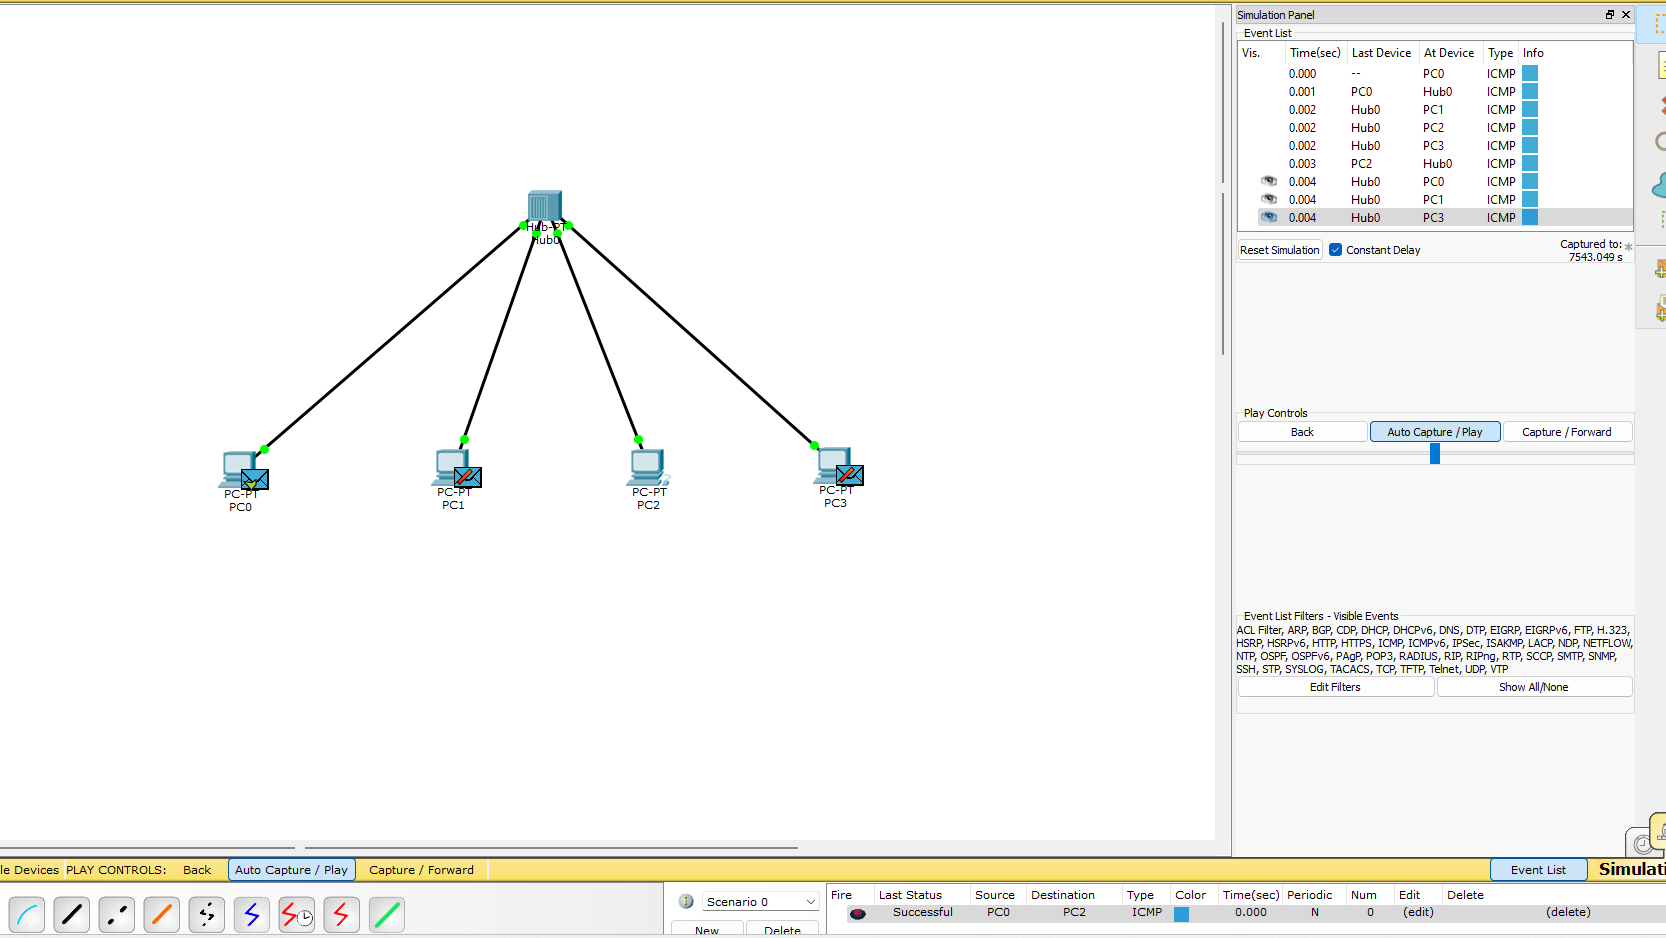 Simulation Panel
Event List
Vis. Time(sec) Last Device At Device Type Info
0.000 -- PC0 ICMP
0.001 PC0 Hub0 ICMP
0.002 Hub0 PC1 ICMP
0.002 Hub0 PC2 ICMP
0.002 Hub0 PC3 ICMP
0.003 PC2 Hub0 ICMP
0.004 Hub0 PC0 ICMP
0.004 Hub0 PC1 ICMP
0.004 Hub0 PC3 ICMP
Reset Simulation Constant Delay Captured to: *
7543.049 s
Hub-PT
Hub0
PC-PT
PC0
PC-PT
PC1
PC-PT
PC2
PC-PT
PC3
Play Controls
Back Auto Capture / Play Capture / Forward
Event List Filters - Visible Events
ACL Filter, ARP, BGP, CDP, DHCP, DHCPv6, DNS, DTP, EIGRP, EIGRPv6, FTP, H.323,
HSRP, HSRPv6, HTTP, HTTPS, ICMP, ICMPv6, IPSec, ISAKMP, LACP, NDP, NETFLOW,
NTP, OSPF, OSPFv6, PAgP, POP3, RADIUS, RIP, RIPng, RTP, SCCP, SMTP, SNMP,
SSH, STP, SYSLOG, TACACS, TCP, TFTP, Telnet, UDP, VTP
Edit Filters Show All/None
le Devices PLAY CONTROLS: Back Auto Capture / Play Capture / Forward Event List Simulati
Scenario 0
New Delete
Fire Last Status Source Destination Type Color Time(sec) Periodic Num Edit Delete
Successful PC0 PC2 ICMP 0.000 N 0 (edit) (delete)